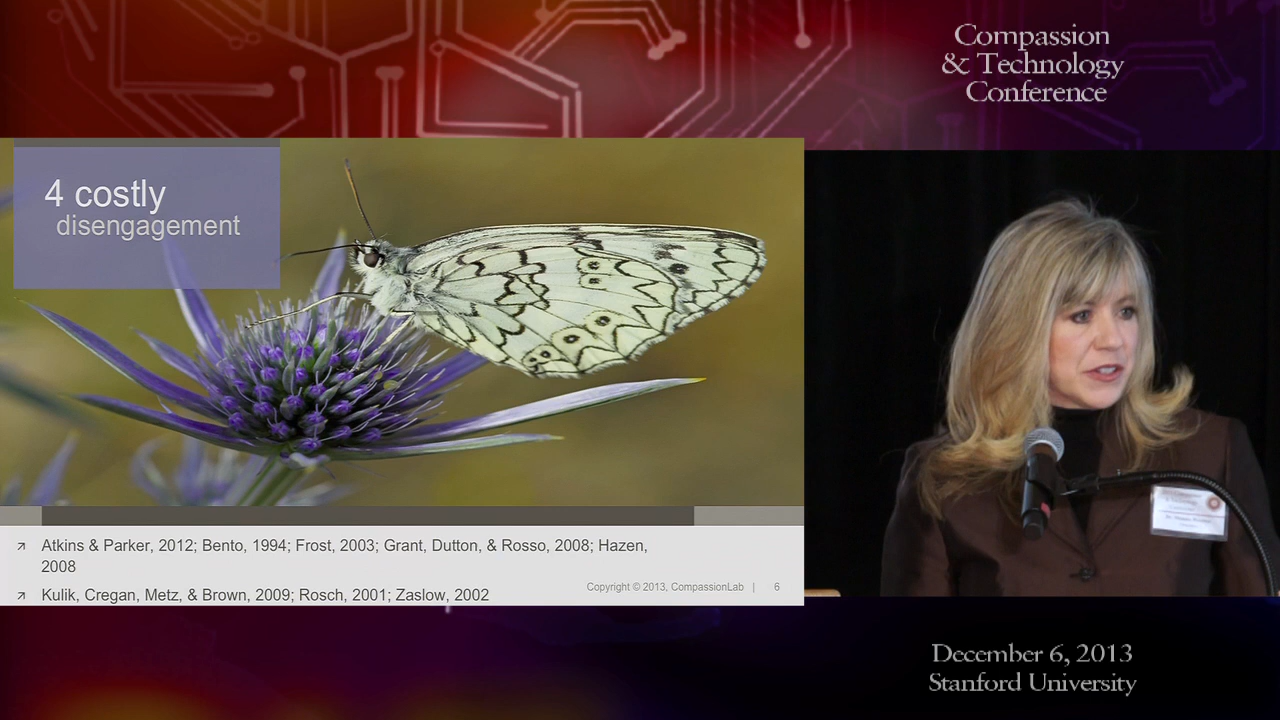 Compassion
& Technology
Conference
4 costly
disengagement
Atkins & Parker, 2012; Bento, 1994; Frost, 2003; Grant, Dutton, & Rosso, 2008; Hazen,
2008
Kulik, Cregan, Metz, & Brown, 2009; Rosch, 2001; Zaslow, 2002
Copyright © 2013, CompassionLab | 6
December 6, 2013
Stanford University